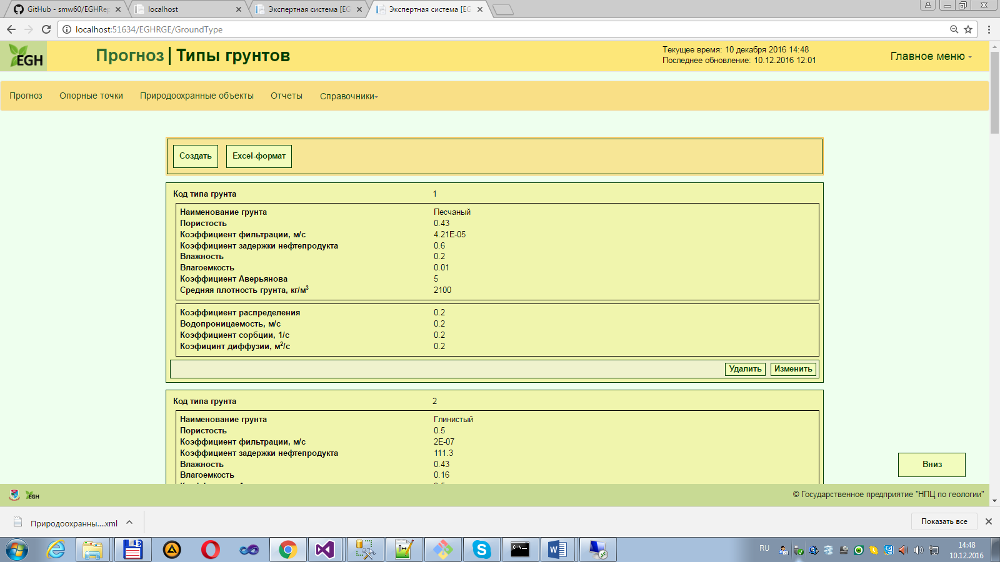 GitHub - smw60/EGHRep
localhost
Экспертная система [EG
Экспертная система [EG
localhost:51634/EGHRGE/GroundType
EGH
Прогноз | Типы грунтов
Текущее время: 10 декабря 2016 14:48
Последнее обновление: 10.12.2016 12:01
Главное меню
Прогноз
Опорные точки
Природоохранные объекты
Отчеты
Справочники
Создать
Excel-формат
Код типа грунта 1
Наименование грунта Песчаный
Пористость 0.43
Коэффициент фильтрации, м/с 4.21E-05
Коэффициент задержки нефтепродукта 0.6
Влажность 0.2
Влагоемкость 0.01
Коэффициент Аверьянова 5
Средняя плотность грунта, кг/м³ 2100
Коэффициент распределения 0.2
Водопроницаемость, м/с 0.2
Коэффициент сорбции, 1/с 0.2
Коэфицинт диффузии, м²/с 0.2
Удалить
Изменить
Код типа грунта 2
Наименование грунта Глинистый
Пористость 0.5
Коэффициент фильтрации, м/с 2E-07
Коэффициент задержки нефтепродукта 111.3
Влажность 0.43
Влагоемкость 0.16
Вниз
EGH
© Государственное предприятие "НПЦ по геологии"
Природоохранны....xml
Показать все
RU
14:48
10.12.2016